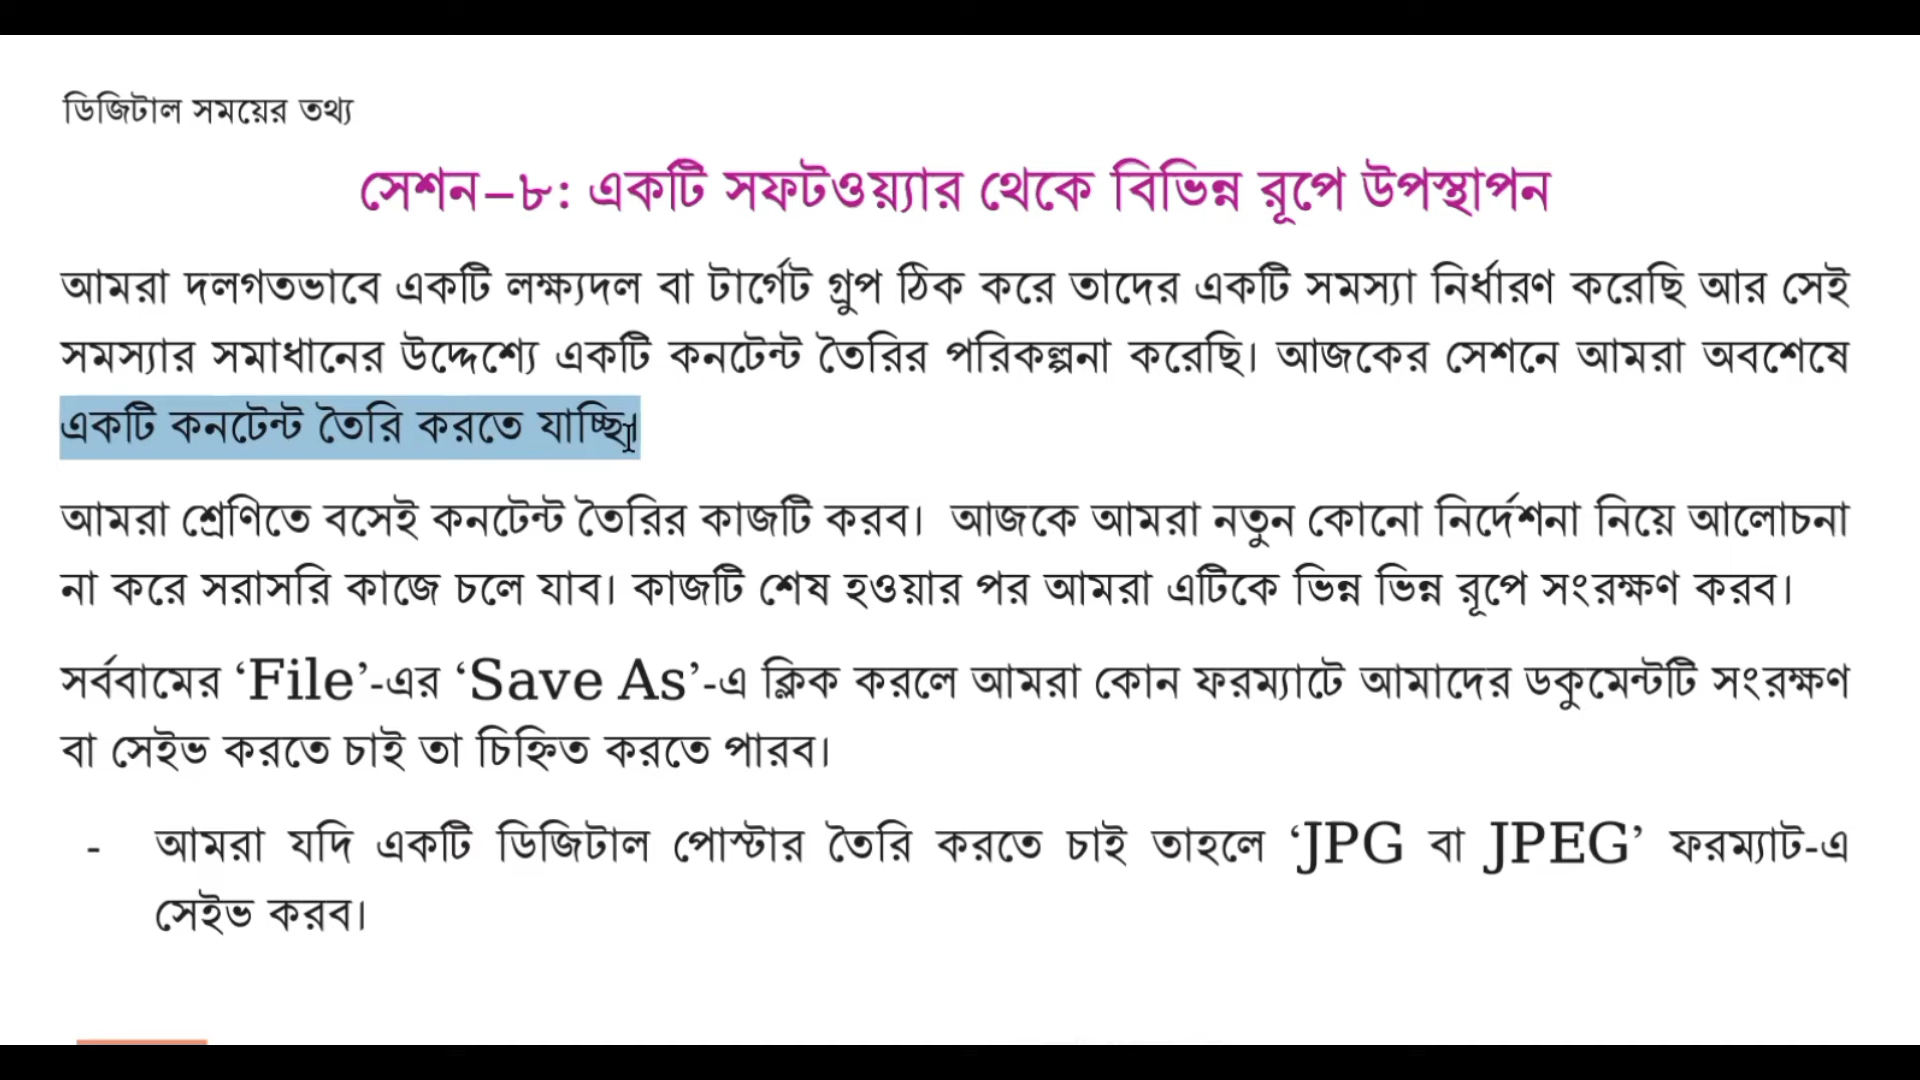 ডিজিটাল সময়ের তথ্য
সেশন–৮: একটি সফটওয়্যার থেকে বিভিন্ন রূপে উপস্থাপন
আমরা দলগতভাবে একটি লক্ষ্যদল বা টার্গেট গ্রুপ ঠিক করে তাদের একটি সমস্যা নির্ধারণ করেছি আর সেই
সমস্যার সমাধানের উদ্দেশ্যে একটি কনটেন্ট তৈরির পরিকল্পনা করেছি। আজকের সেশনে আমরা অবশেষে
একটি কনটেন্ট তৈরি করতে যাচ্ছি।
আমরা শ্রেণিতে বসেই কনটেন্ট তৈরির কাজটি করব। আজকে আমরা নতুন কোনো নির্দেশনা নিয়ে আলোচনা
না করে সরাসরি কাজে চলে যাব। কাজটি শেষ হওয়ার পর আমরা এটিকে ভিন্ন ভিন্ন রূপে সংরক্ষণ করব।
সর্ববামের ‘File’-এর ‘Save As’-এ ক্লিক করলে আমরা কোন ফরম্যাটে আমাদের ডকুমেন্টটি সংরক্ষণ
বা সেইভ করতে চাই তা চিহ্নিত করতে পারব।
- আমরা যদি একটি ডিজিটাল পোস্টার তৈরি করতে চাই তাহলে ‘JPG বা JPEG’ ফরম্যাট-এ
সেইভ করব।